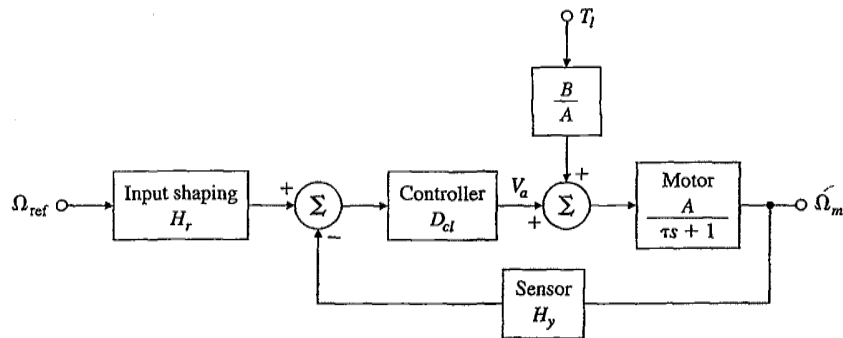 T_l
B
A
Input shaping
H_r
Ω_ref
+
Σ
−
Controller
D_cl
V_a
+
+
Σ
Motor
A
τs + 1
Ω_m
Sensor
H_y